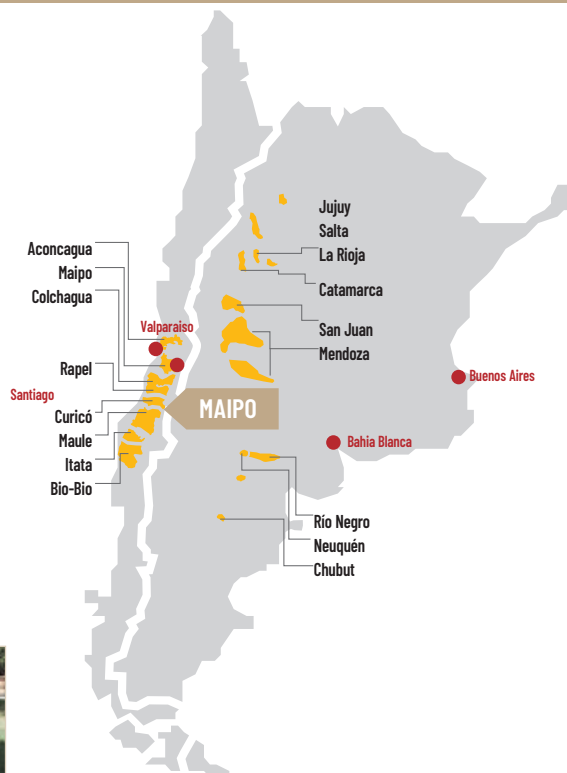 Jujuy
Salta
La Rioja
Catamarca
San Juan
Mendoza
Aconcagua
Maipo
Colchagua
Valparaiso
Rapel
Santiago
Curicó
Maule
Itata
Bio-Bio
MAIPO
Buenos Aires
Bahia Blanca
Río Negro
Neuquén
Chubut